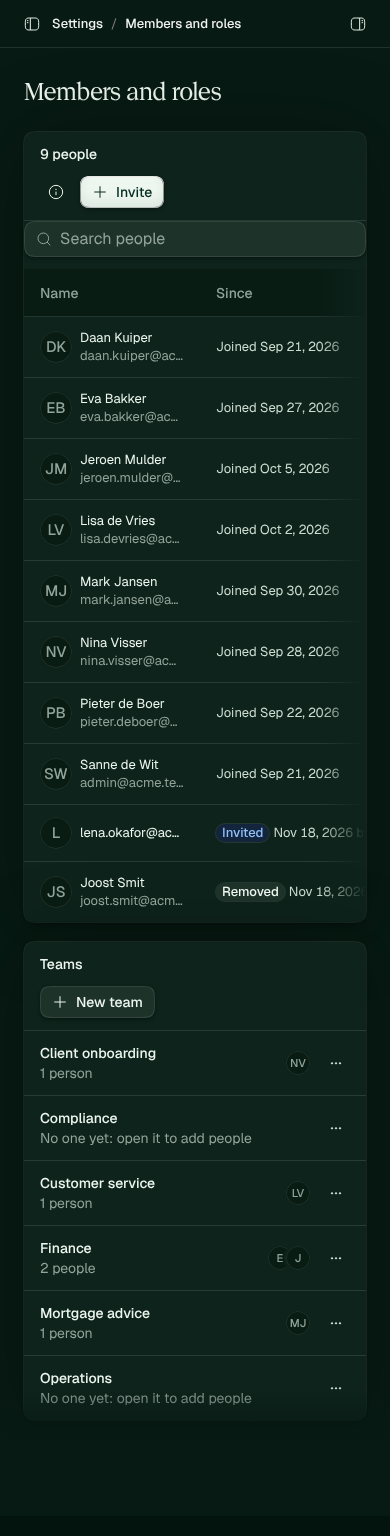 Settings / Members and roles
Members and roles
9 people
Invite
Search people
Name Since
DK Daan Kuiper Joined Sep 21, 2026
daan.kuiper@ac...
EB Eva Bakker Joined Sep 27, 2026
eva.bakker@ac...
JM Jeroen Mulder Joined Oct 5, 2026
jeroen.mulder@...
LV Lisa de Vries Joined Oct 2, 2026
lisa.devries@ac...
MJ Mark Jansen Joined Sep 30, 2026
mark.jansen@a...
NV Nina Visser Joined Sep 28, 2026
nina.visser@ac...
PB Pieter de Boer Joined Sep 22, 2026
pieter.deboer@...
SW Sanne de Wit Joined Sep 21, 2026
admin@acme.te...
L lena.okafor@ac... Invited Nov 18, 2026 b
JS Joost Smit Removed Nov 18, 2026
joost.smit@acm...
Teams
New team
Client onboarding NV
1 person
Compliance
No one yet: open it to add people
Customer service LV
1 person
Finance E J
2 people
Mortgage advice MJ
1 person
Operations
No one yet: open it to add people